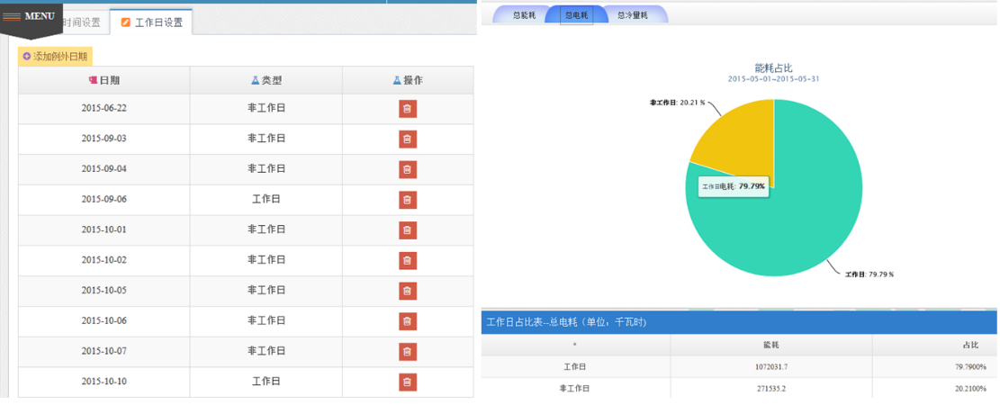 MENU
时间设置
工作日设置
添加例外日期
日期 类型 操作
2015-06-22 非工作日
2015-09-03 非工作日
2015-09-04 非工作日
2015-09-06 工作日
2015-10-01 非工作日
2015-10-02 非工作日
2015-10-05 非工作日
2015-10-06 非工作日
2015-10-07 非工作日
2015-10-10 工作日
总能耗 总电耗 总冷量耗
能耗占比
2015-05-01~2015-05-31
非工作日: 20.21 %
工作日电耗: 79.79%
工作日: 79.79 %
工作日占比表--总电耗（单位：千瓦时)
* 能耗 占比
工作日 1072031.7 79.7900%
非工作日 271535.2 20.2100%